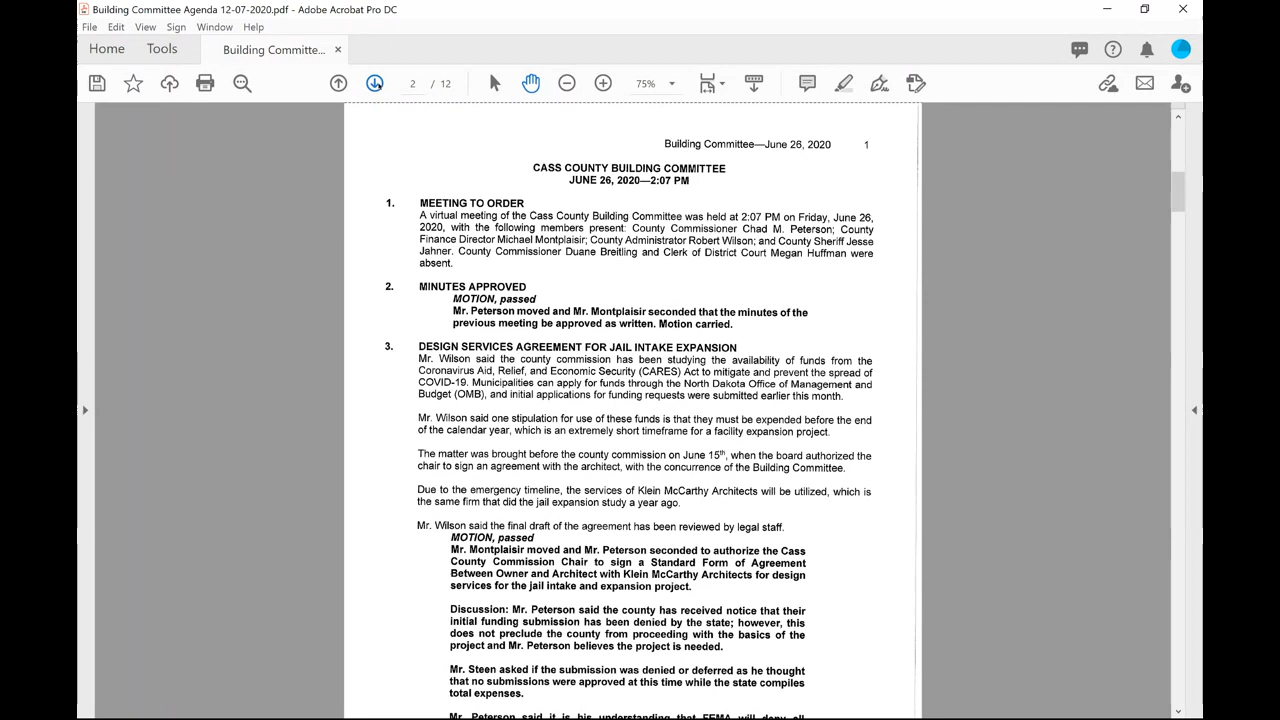 Building Committee Agenda 12-07-2020.pdf - Adobe Acrobat Pro DC
File Edit View Sign Window Help
Home Tools Building Committe... ×
2 / 12 75%
Building Committee—June 26, 2020 1
CASS COUNTY BUILDING COMMITTEE
JUNE 26, 2020—2:07 PM
1. MEETING TO ORDER
A virtual meeting of the Cass County Building Committee was held at 2:07 PM on Friday, June 26,
2020, with the following members present: County Commissioner Chad M. Peterson; County
Finance Director Michael Montplaisir; County Administrator Robert Wilson; and County Sheriff Jesse
Jahner. County Commissioner Duane Breitling and Clerk of District Court Megan Huffman were
absent.
2. MINUTES APPROVED
MOTION, passed
Mr. Peterson moved and Mr. Montplaisir seconded that the minutes of the
previous meeting be approved as written. Motion carried.
3. DESIGN SERVICES AGREEMENT FOR JAIL INTAKE EXPANSION
Mr. Wilson said the county commission has been studying the availability of funds from the
Coronavirus Aid, Relief, and Economic Security (CARES) Act to mitigate and prevent the spread of
COVID-19. Municipalities can apply for funds through the North Dakota Office of Management and
Budget (OMB), and initial applications for funding requests were submitted earlier this month.
Mr. Wilson said one stipulation for use of these funds is that they must be expended before the end
of the calendar year, which is an extremely short timeframe for a facility expansion project.
The matter was brought before the county commission on June 15th, when the board authorized the
chair to sign an agreement with the architect, with the concurrence of the Building Committee.
Due to the emergency timeline, the services of Klein McCarthy Architects will be utilized, which is
the same firm that did the jail expansion study a year ago.
Mr. Wilson said the final draft of the agreement has been reviewed by legal staff.
MOTION, passed
Mr. Montplaisir moved and Mr. Peterson seconded to authorize the Cass
County Commission Chair to sign a Standard Form of Agreement
Between Owner and Architect with Klein McCarthy Architects for design
services for the jail intake and expansion project.
Discussion: Mr. Peterson said the county has received notice that their
initial funding submission has been denied by the state; however, this
does not preclude the county from proceeding with the basics of the
project and Mr. Peterson believes the project is needed.
Mr. Steen asked if the submission was denied or deferred as he thought
that no submissions were approved at this time while the state compiles
total expenses.
Mr. Peterson said it is his understanding that FEMA will deny all